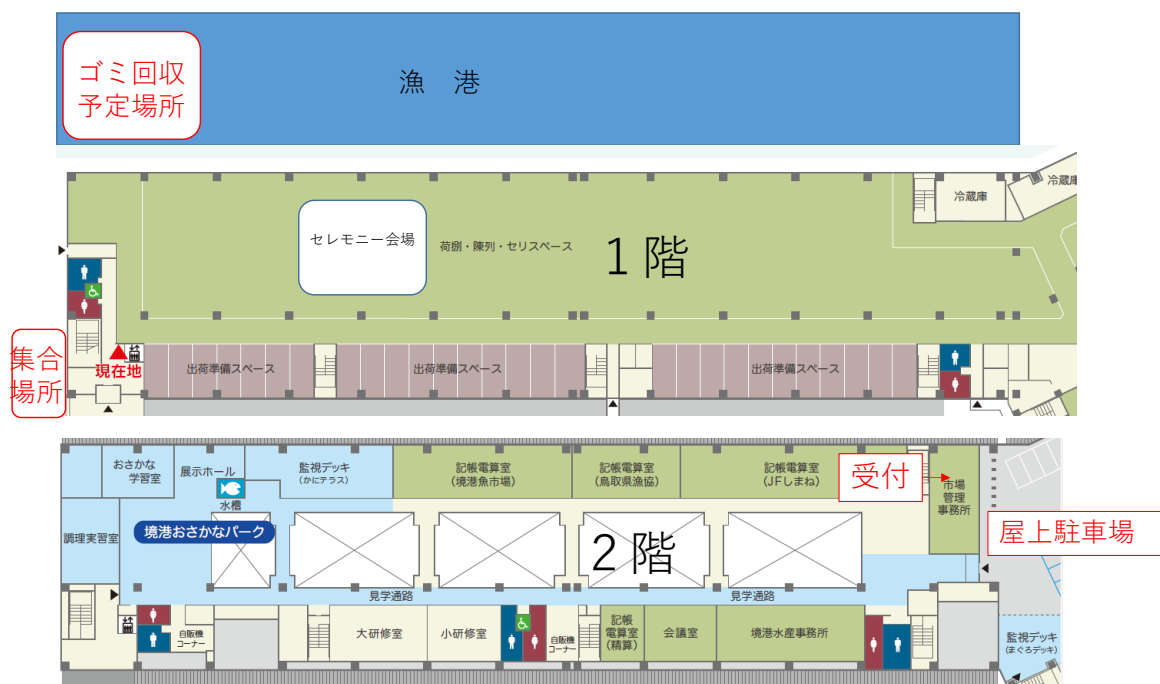 ゴミ回収
予定場所
漁　港
冷蔵庫
冷蔵庫
セレモニー会場
荷捌・陳列・セリスペース
１階
集合
場所
現在地
出荷準備スペース
出荷準備スペース
出荷準備スペース
おさかな
学習室
展示ホール
水槽
監視デッキ
(かにテラス)
記帳電算室
(境港魚市場)
記帳電算室
(鳥取県漁協)
記帳電算室
(JFしまね)
受付
市場
管理
事務所
調理実習室
境港おさかなパーク
２階
屋上駐車場
見学通路
見学通路
自販機
コーナー
大研修室
小研修室
自販機
コーナー
記帳
電算室
(精算)
会議室
境港水産事務所
監視デッキ
(まぐろデッキ)